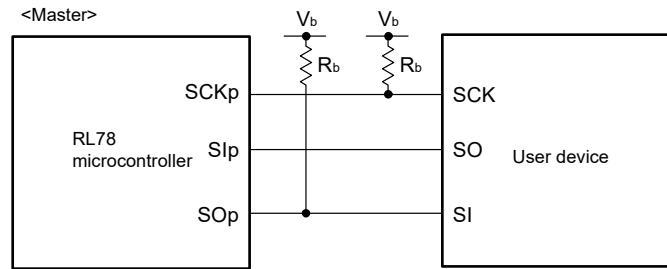 <Master>
Vb
Vb
Rb
Rb
SCKp
SCK
RL78
microcontroller
SIp
SO
User device
SOp
SI